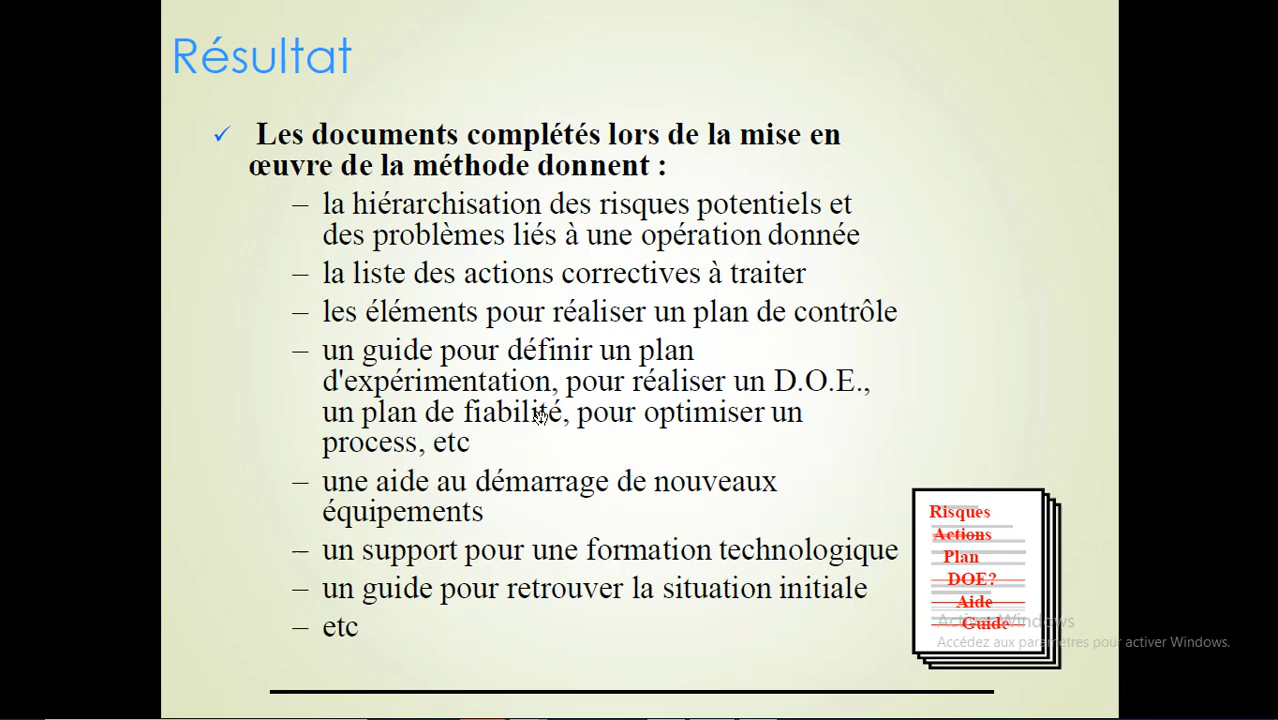 Résultat
Les documents complétés lors de la mise en
œuvre de la méthode donnent :
– la hiérarchisation des risques potentiels et
des problèmes liés à une opération donnée
– la liste des actions correctives à traiter
– les éléments pour réaliser un plan de contrôle
– un guide pour définir un plan
d'expérimentation, pour réaliser un D.O.E.,
un plan de fiabilité, pour optimiser un
process, etc
– une aide au démarrage de nouveaux
équipements
– un support pour une formation technologique
– un guide pour retrouver la situation initiale
– etc
Risques
Actions
Plan
DOE?
Aide
Guide
Activer Windows
Accédez aux paramètres pour activer Windows.